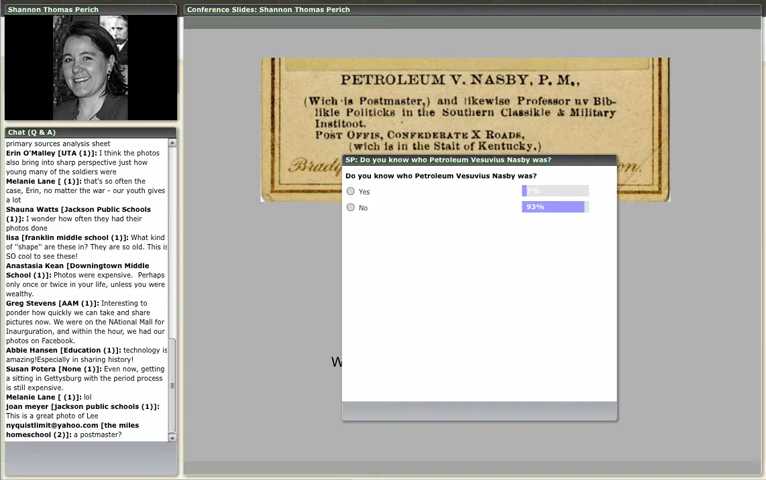 Shannon Thomas Perich
Conference Slides: Shannon Thomas Perich
Chat (Q & A)
primary sources analysis sheet
Erin O'Malley [UTA (1)]: I think the photos
also bring into sharp perspective just how
young many of the soldiers were
Melanie Lane [ (1)]: that's so often the
case, Erin, no matter the war - our youth gives
a lot
Shauna Watts [Jackson Public Schools
(1)]: I wonder how often they had their
photos done
lisa [franklin middle school (1)]: What kind
of "shape" are these in? They are so old. This is
SO cool to see these!
Anastasia Kean [Downingtown Middle
School (1)]: Photos were expensive. Perhaps
only once or twice in your life, unless you were
wealthy.
Greg Stevens [AAM (1)]: Interesting to
ponder how quickly we can take and share
pictures now. We were on the NAtional Mall for
Inaurguration, and within the hour, we had our
photos on Facebook.
Abbie Hansen [Education (1)]: technology is
amazing!Especially in sharing history!
Susan Potera [None (1)]: Even now, getting
a sitting in Gettysburg with the period process
is still expensive.
Melanie Lane [ (1)]: lol
joan meyer [jackson public schools (1)]:
This is a great photo of Lee
nyquistlimit@yahoo.com [the miles
homeschool (2)]: a postmaster?
PETROLEUM V. NASBY, P. M.,
(Wich is Postmaster,) and likewise Professor uv Bib-
likle Politicks in the Southern Classikle & Military
Institoot.
POST OFFIS, CONFEDERATE X ROADS,
(wich is in the Stait of Kentucky,)
SP: Do you know who Petroleum Vesuvius Nasby was?
Do you know who Petroleum Vesuvius Nasby was?
Yes 7%
No 93%
W